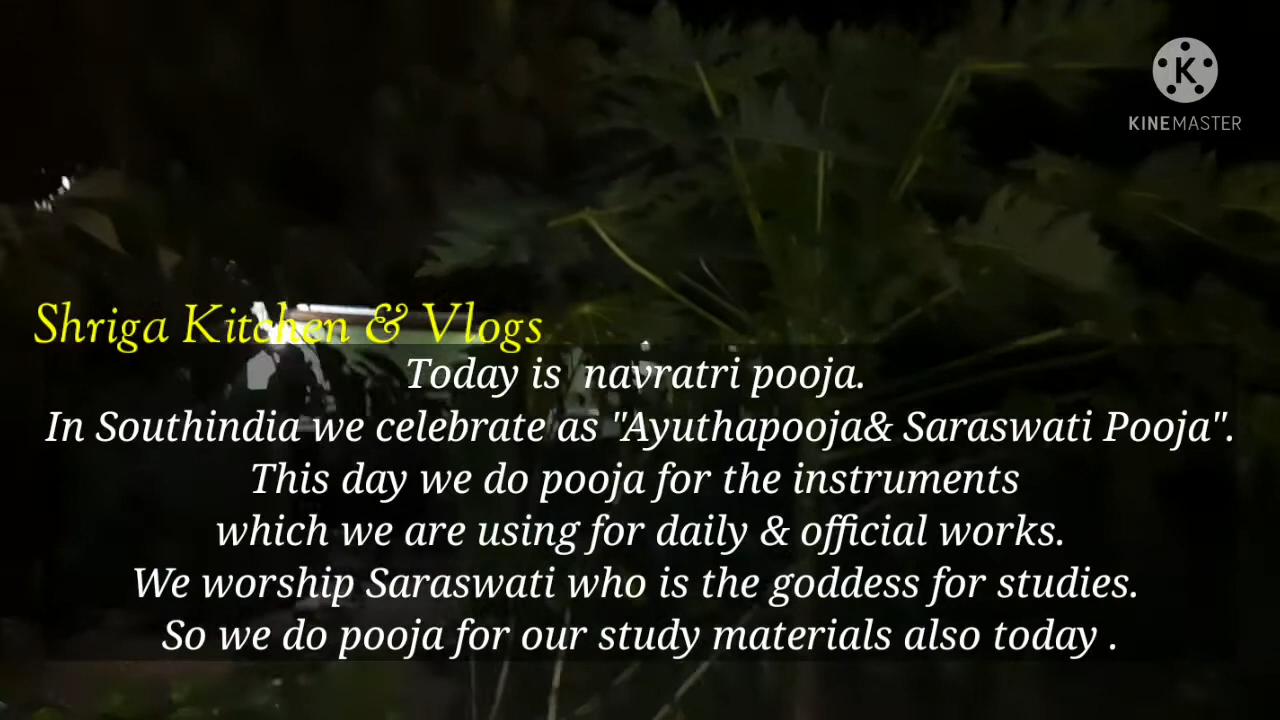 KINEMASTER
Shriga Kitchen & Vlogs
Today is navratri pooja.
In Southindia we celebrate as "Ayuthapooja& Saraswati Pooja".
This day we do pooja for the instruments
which we are using for daily & official works.
We worship Saraswati who is the goddess for studies.
So we do pooja for our study materials also today .